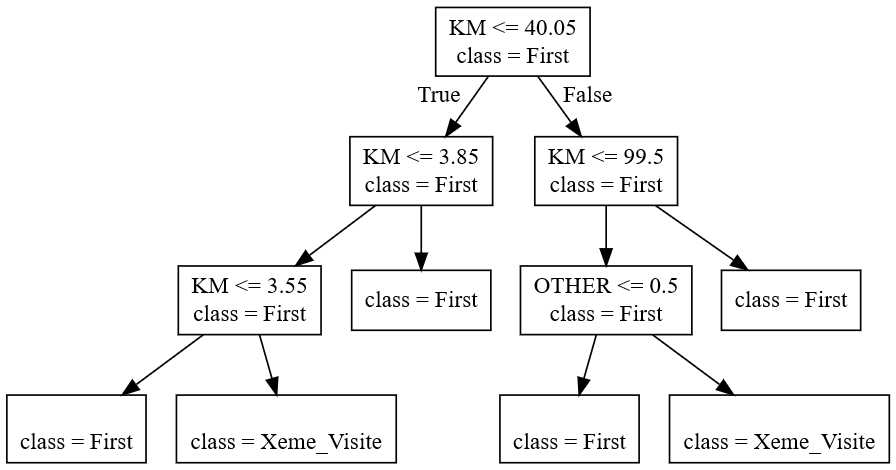 KM <= 40.05
class = First
True
False
KM <= 3.85
class = First
KM <= 99.5
class = First
KM <= 3.55
class = First
class = First
OTHER <= 0.5
class = First
class = First
class = First
class = Xeme_Visite
class = First
class = Xeme_Visite